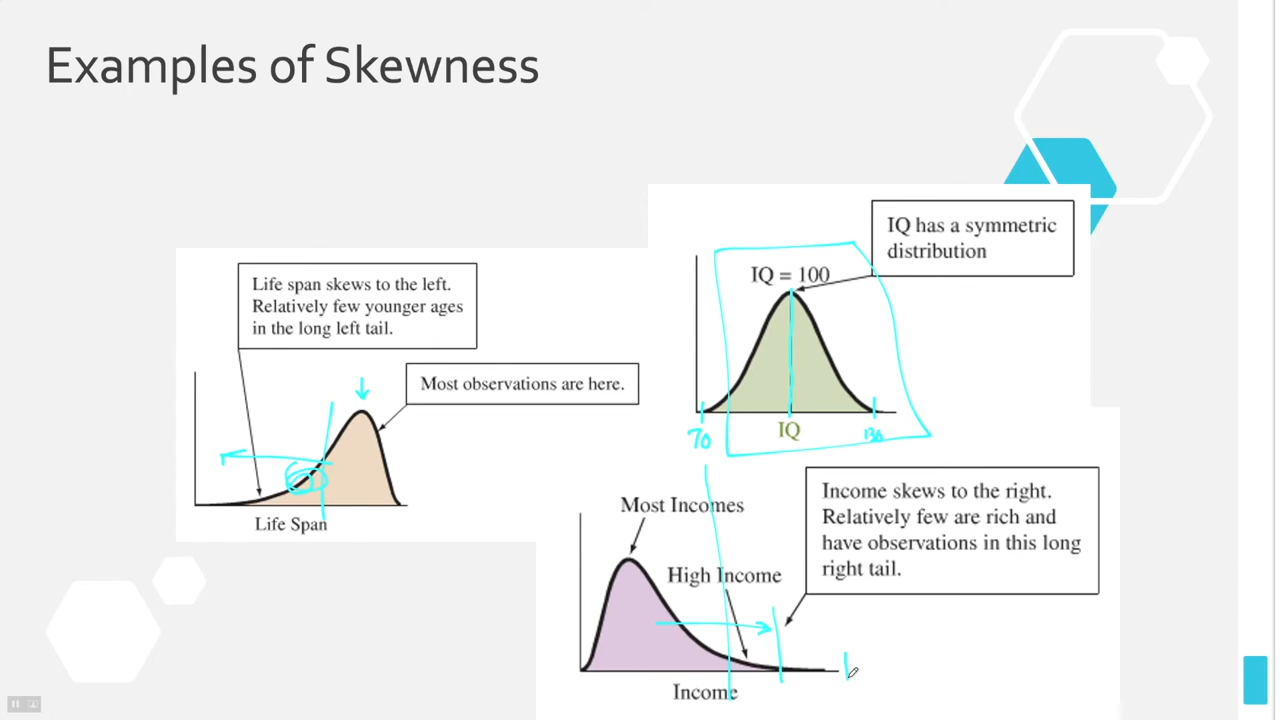 Examples of Skewness
Life span skews to the left.
Relatively few younger ages
in the long left tail.
Most observations are here.
Life Span
IQ has a symmetric
distribution
IQ = 100
70
IQ
130
Most Incomes
High Income
Income
Income skews to the right.
Relatively few are rich and
have observations in this long
right tail.